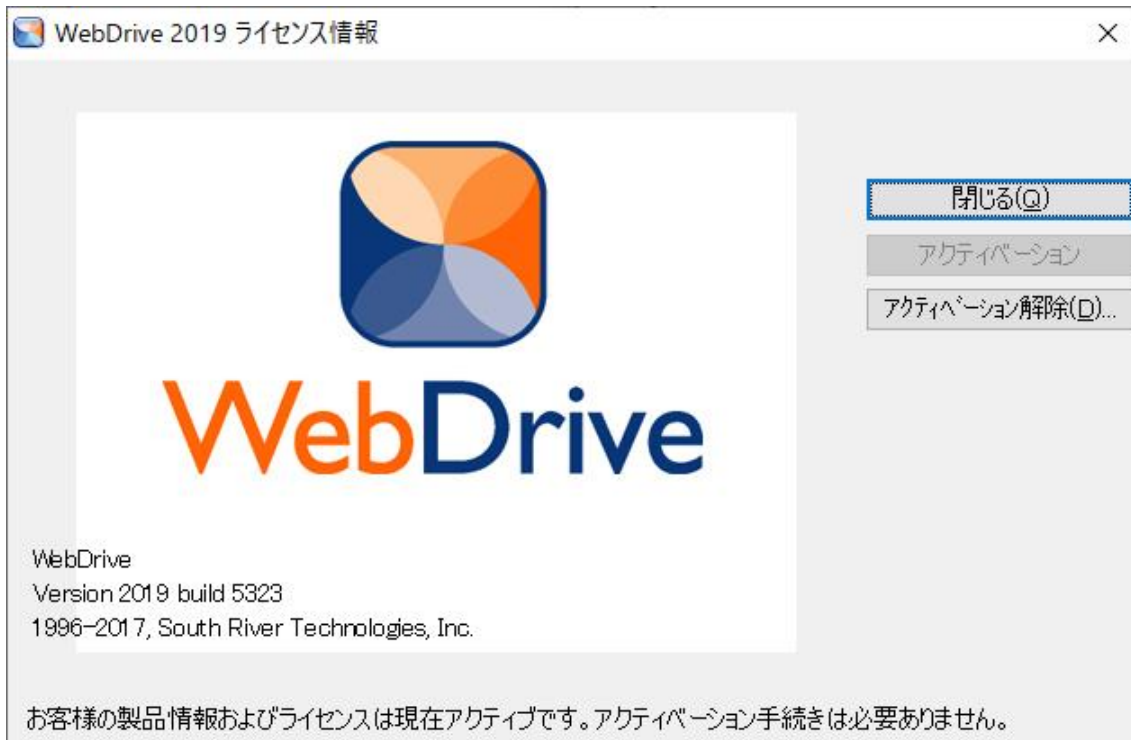 WebDrive 2019 ライセンス情報
閉じる(Q)
アクティベーション
アクティベーション解除(D)...
WebDrive
WebDrive
Version 2019 build 5323
1996-2017, South River Technologies, Inc.
お客様の製品情報およびライセンスは現在アクティブです。アクティベーション手続きは必要ありません。